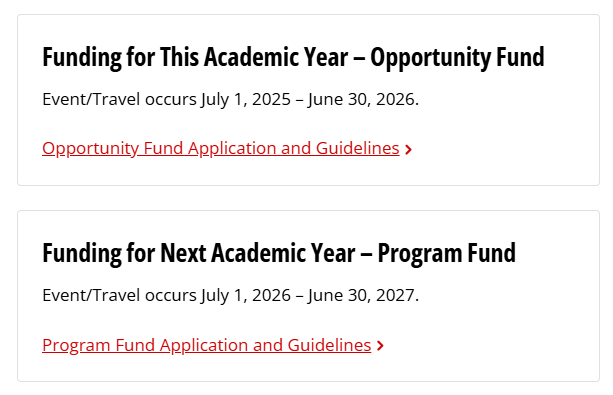 Funding for This Academic Year – Opportunity Fund
Event/Travel occurs July 1, 2025 – June 30, 2026.
Opportunity Fund Application and Guidelines
Funding for Next Academic Year – Program Fund
Event/Travel occurs July 1, 2026 – June 30, 2027.
Program Fund Application and Guidelines